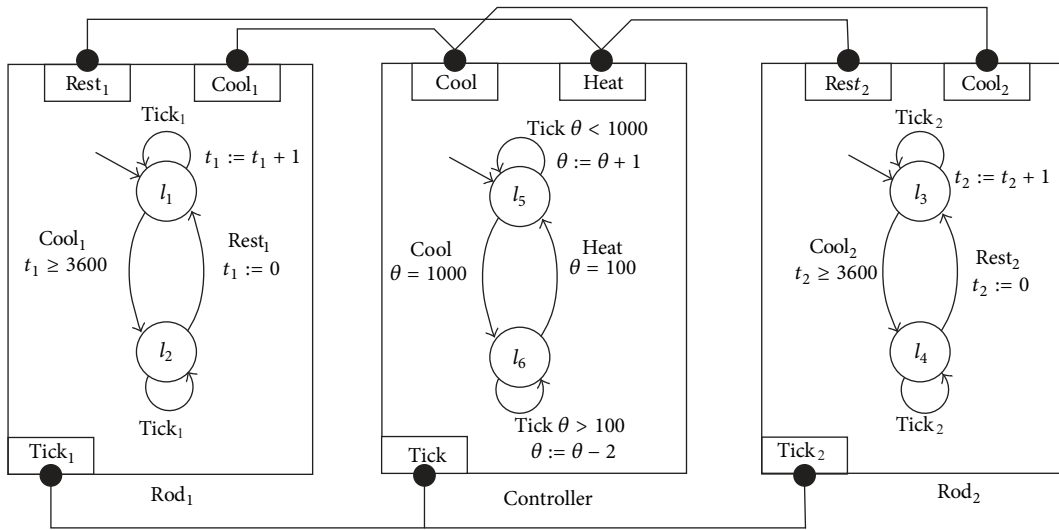 Rest₁ Cool₁ Cool Heat Rest₂ Cool₂
Tick₁
t₁ := t₁ + 1
l₁
Cool₁
t₁ ≥ 3600
Rest₁
t₁ := 0
l₂
Tick₁
Tick₁
Rod₁
Tick θ < 1000
θ := θ + 1
l₅
Cool
θ = 1000
Heat
θ = 100
l₆
Tick θ > 100
θ := θ − 2
Tick
Controller
Tick₂
t₂ := t₂ + 1
l₃
Cool₂
t₂ ≥ 3600
Rest₂
t₂ := 0
l₄
Tick₂
Tick₂
Rod₂